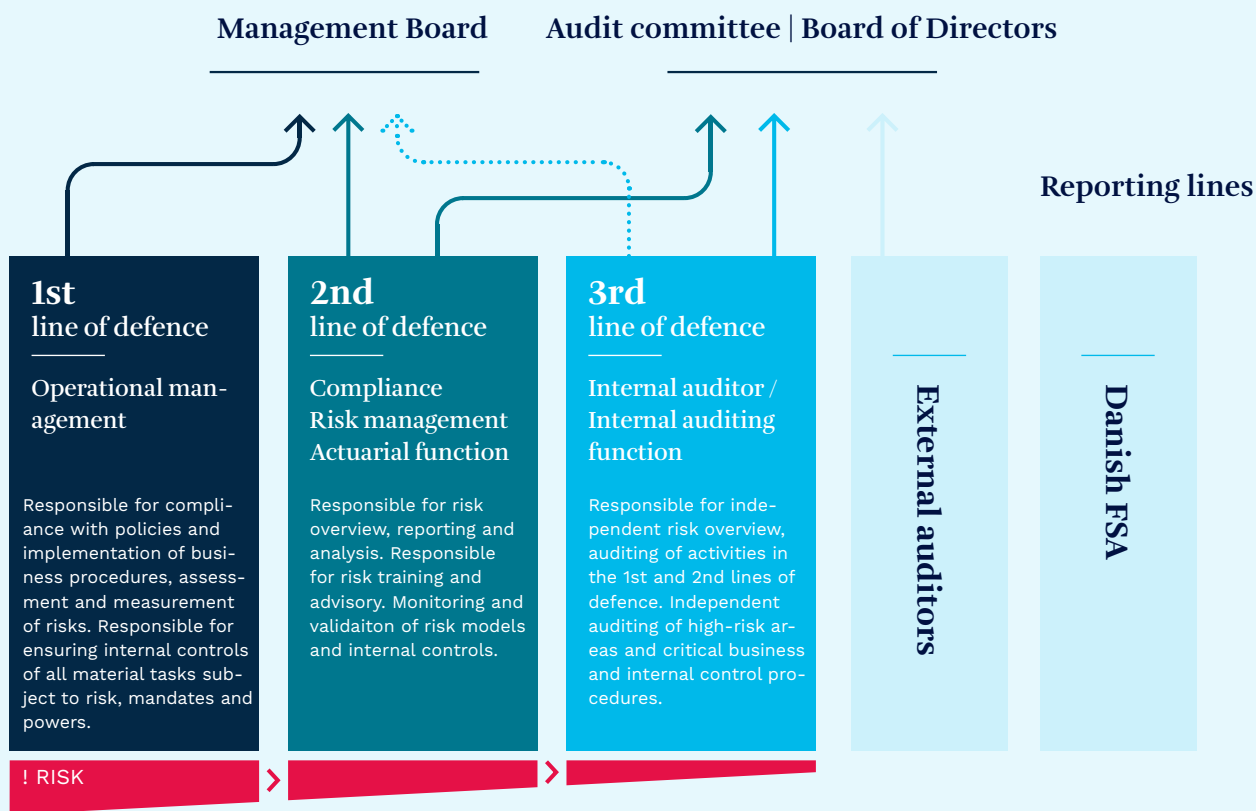 Management Board
Audit committee | Board of Directors
Reporting lines
1st
line of defence
Operational man-
agement
Responsible for compli-
ance with policies and
implementation of busi-
ness procedures, assess-
ment and measurement
of risks. Responsible for
ensuring internal controls
of all material tasks sub-
ject to risk, mandates and
powers.
2nd
line of defence
Compliance
Risk management
Actuarial function
Responsible for risk
overview, reporting and
analysis. Responsible
for risk training and
advisory. Monitoring and
validaiton of risk models
and internal controls.
3rd
line of defence
Internal auditor /
Internal auditing
function
Responsible for inde-
pendent risk overview,
auditing of activities in
the 1st and 2nd lines of
defence. Independent
auditing of high-risk ar-
eas and critical business
and internal control pro-
cedures.
External auditors
Danish FSA
! RISK